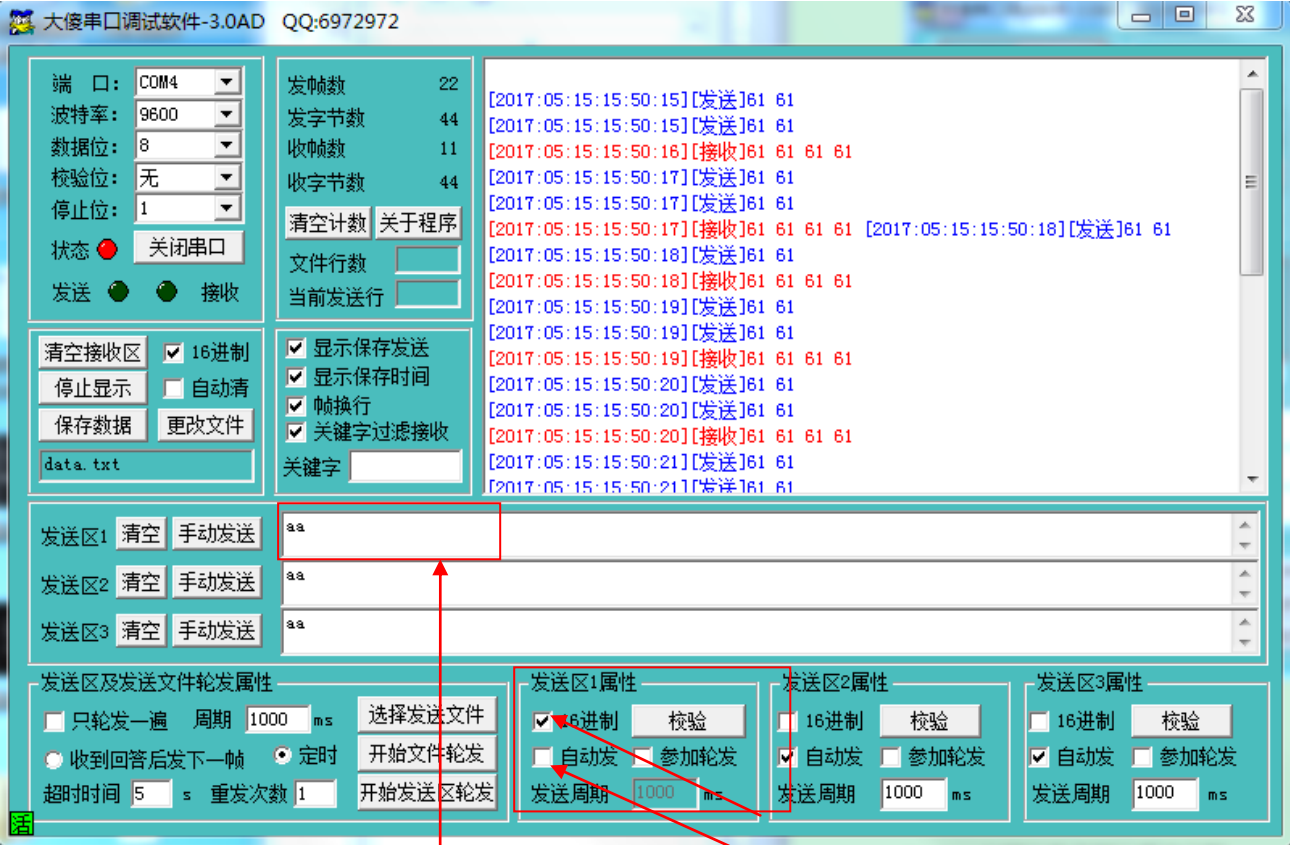 大傻串口调试软件-3.0AD QQ:6972972
端 口: COM4
波特率: 9600
数据位: 8
校验位: 无
停止位: 1
状态 关闭串口
发送 接收
发帧数 22
发字节数 44
收帧数 11
收字节数 44
清空计数 关于程序
文件行数
当前发送行
[2017:05:15:15:50:15][发送]61 61
[2017:05:15:15:50:15][发送]61 61
[2017:05:15:15:50:16][接收]61 61 61 61
[2017:05:15:15:50:17][发送]61 61
[2017:05:15:15:50:17][发送]61 61
[2017:05:15:15:50:17][接收]61 61 61 61 [2017:05:15:15:50:18][发送]61 61
[2017:05:15:15:50:18][发送]61 61
[2017:05:15:15:50:18][接收]61 61 61 61
[2017:05:15:15:50:19][发送]61 61
[2017:05:15:15:50:19][发送]61 61
[2017:05:15:15:50:19][接收]61 61 61 61
[2017:05:15:15:50:20][发送]61 61
[2017:05:15:15:50:20][发送]61 61
[2017:05:15:15:50:20][接收]61 61 61 61
[2017:05:15:15:50:21][发送]61 61
[2017:05:15:15:50:21][发送]61 61
清空接收区 16进制
停止显示 自动清
保存数据 更改文件
data.txt
显示保存发送
显示保存时间
帧换行
关键字过滤接收
关键字
发送区1 清空 手动发送 aa
发送区2 清空 手动发送 aa
发送区3 清空 手动发送 aa
发送区及发送文件轮发属性
只轮发一遍 周期 1000 ms 选择发送文件
收到回答后发下一帧 定时 开始文件轮发
超时时间 5 s 重发次数 1 开始发送区轮发
发送区1属性
16进制 校验
自动发 参加轮发
发送周期 1000 ms
发送区2属性
16进制 校验
自动发 参加轮发
发送周期 1000 ms
发送区3属性
16进制 校验
自动发 参加轮发
发送周期 1000 ms
活